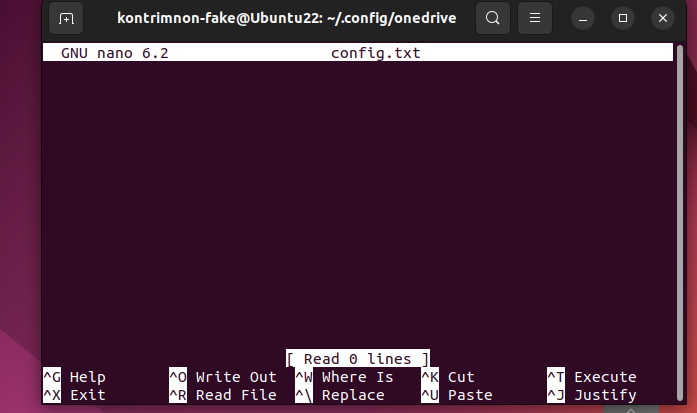 kontrimnon-fake@Ubuntu22: ~/.config/onedrive
GNU nano 6.2 config.txt
[ Read 0 lines ]
^G Help ^O Write Out ^W Where Is ^K Cut ^T Execute
^X Exit ^R Read File ^\ Replace ^U Paste ^J Justify